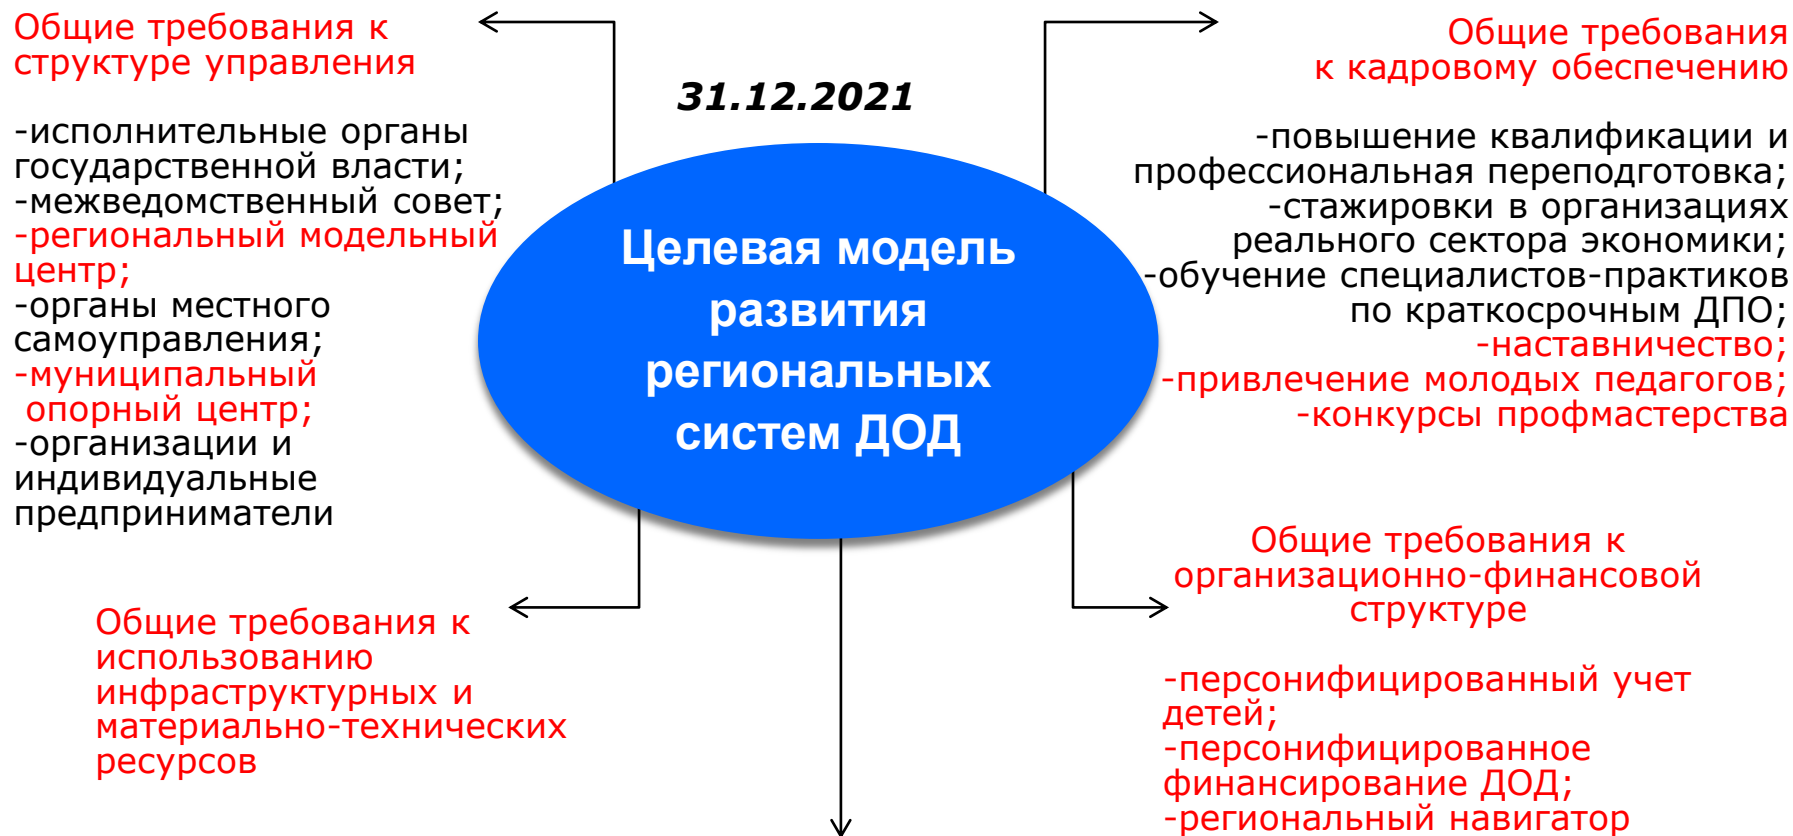 Общие требования к
структуре управления
-исполнительные органы
государственной власти;
-межведомственный совет;
-региональный модельный
центр;
-органы местного
самоуправления;
-муниципальный
опорный центр;
-организации и
индивидуальные
предприниматели
31.12.2021
Целевая модель
развития
региональных
систем ДОД
Общие требования
к кадровому обеспечению
-повышение квалификации и
профессиональная переподготовка;
-стажировки в организациях
реального сектора экономики;
-обучение специалистов-практиков
по краткосрочным ДПО;
-наставничество;
-привлечение молодых педагогов;
-конкурсы профмастерства
Общие требования к
использованию
инфраструктурных и
материально-технических
ресурсов
Общие требования к
организационно-финансовой
структуре
-персонифицированный учет
детей;
-персонифицированное
финансирование ДОД;
-региональный навигатор